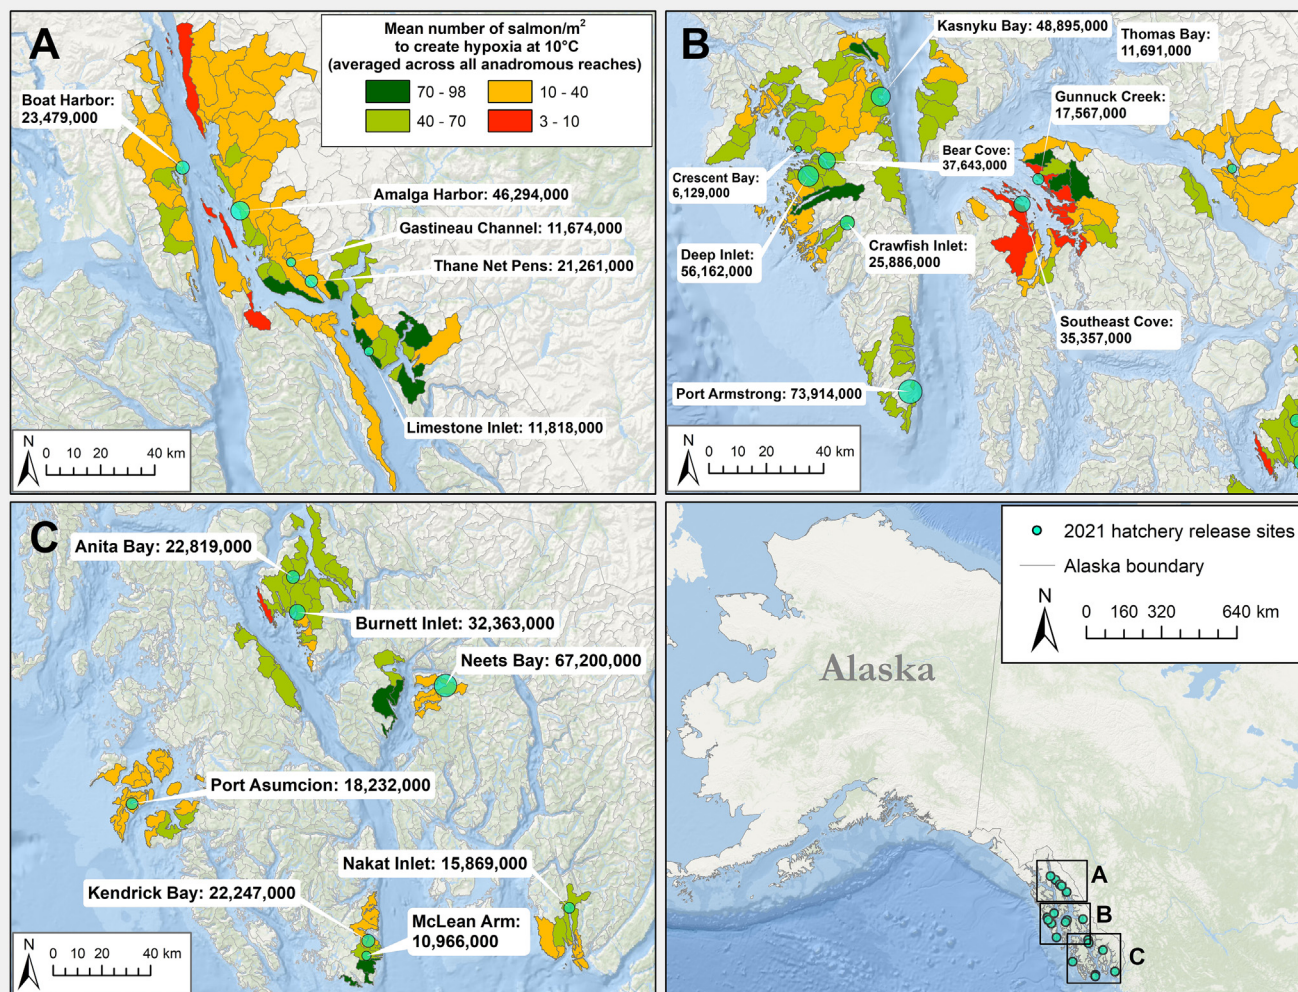 A
Mean number of salmon/m²
to create hypoxia at 10°C
(averaged across all anadromous reaches)
70 - 98
10 - 40
40 - 70
3 - 10
Boat Harbor:
23,479,000
Amalga Harbor: 46,294,000
Gastineau Channel: 11,674,000
Thane Net Pens: 21,261,000
Limestone Inlet: 11,818,000
N
0 10 20 40 km
B
Kasnyku Bay: 48,895,000
Thomas Bay:
11,691,000
Gunnuck Creek:
17,567,000
Bear Cove:
37,643,000
Crescent Bay:
6,129,000
Deep Inlet:
56,162,000
Crawfish Inlet:
25,886,000
Southeast Cove:
35,357,000
Port Armstrong: 73,914,000
N
0 10 20 40 km
C
Anita Bay: 22,819,000
Burnett Inlet: 32,363,000
Neets Bay: 67,200,000
Port Asumcion: 18,232,000
Nakat Inlet: 15,869,000
Kendrick Bay: 22,247,000
McLean Arm:
10,966,000
N
0 10 20 40 km
2021 hatchery release sites
Alaska boundary
N
0 160 320 640 km
Alaska
A
B
C